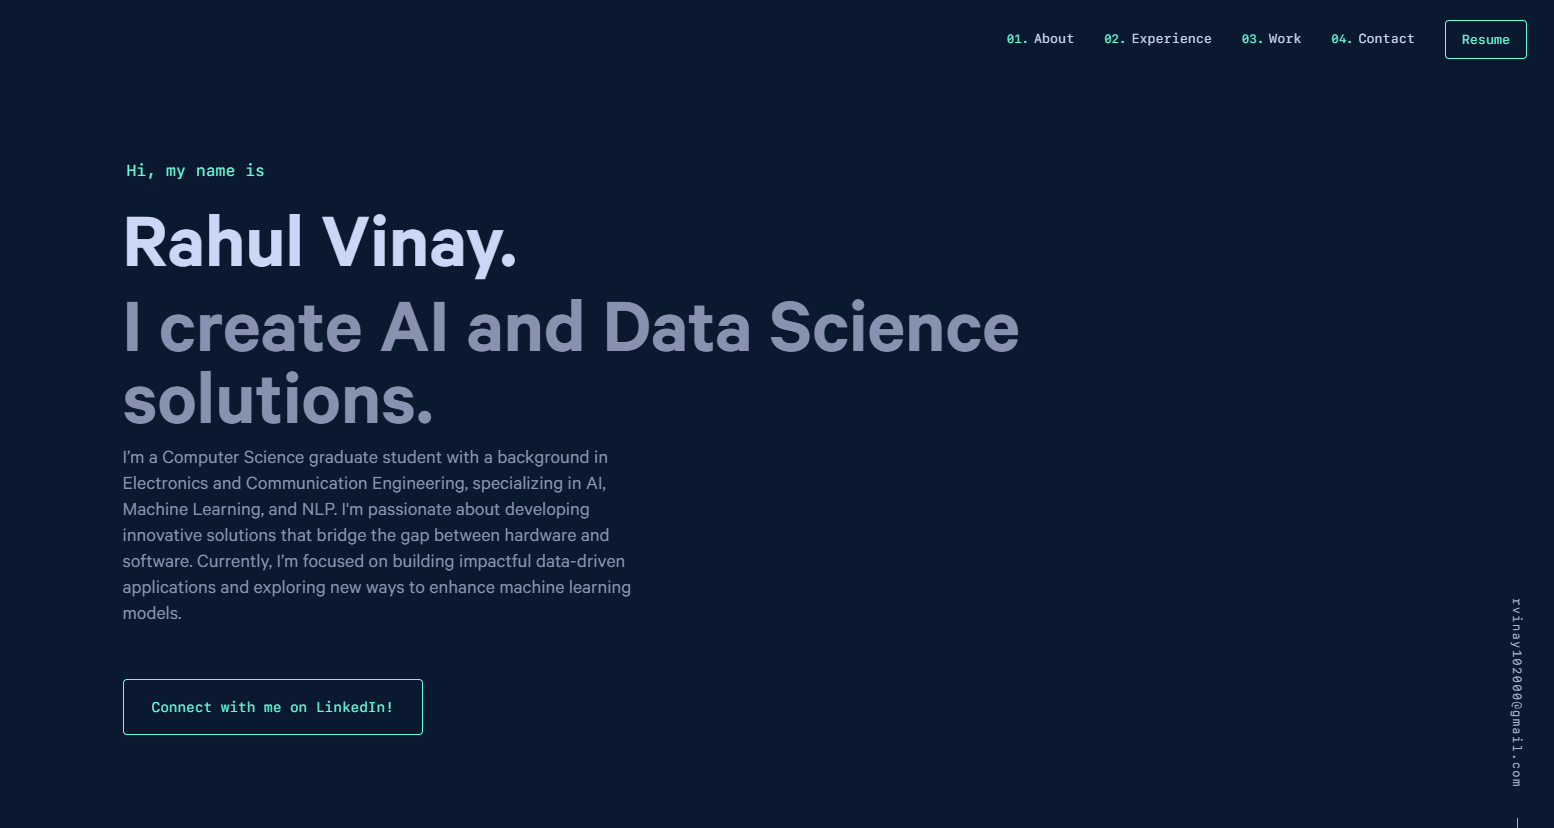 01. About 02. Experience 03. Work 04. Contact Resume
Hi, my name is
Rahul Vinay.
I create AI and Data Science
solutions.
I’m a Computer Science graduate student with a background in
Electronics and Communication Engineering, specializing in AI,
Machine Learning, and NLP. I'm passionate about developing
innovative solutions that bridge the gap between hardware and
software. Currently, I’m focused on building impactful data-driven
applications and exploring new ways to enhance machine learning
models.
Connect with me on LinkedIn!
rvinay102000@gmail.com